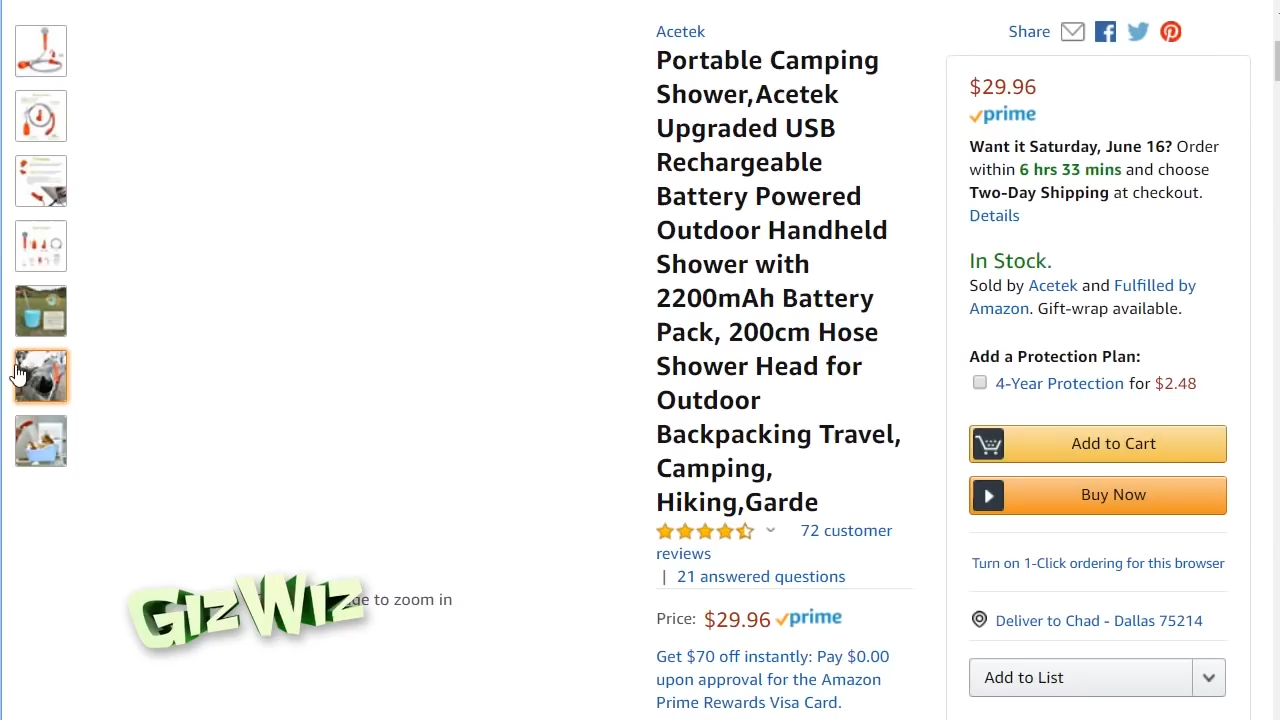 Acetek
Portable Camping
Shower,Acetek
Upgraded USB
Rechargeable
Battery Powered
Outdoor Handheld
Shower with
2200mAh Battery
Pack, 200cm Hose
Shower Head for
Outdoor
Backpacking Travel,
Camping,
Hiking,Garde
72 customer
reviews
| 21 answered questions
Price: $29.96 prime
Get $70 off instantly: Pay $0.00
upon approval for the Amazon
Prime Rewards Visa Card.
GizWiz
to zoom in
Share
$29.96
prime
Want it Saturday, June 16? Order
within 6 hrs 33 mins and choose
Two-Day Shipping at checkout.
Details
In Stock.
Sold by Acetek and Fulfilled by
Amazon. Gift-wrap available.
Add a Protection Plan:
4-Year Protection for $2.48
Add to Cart
Buy Now
Turn on 1-Click ordering for this browser
Deliver to Chad - Dallas 75214
Add to List